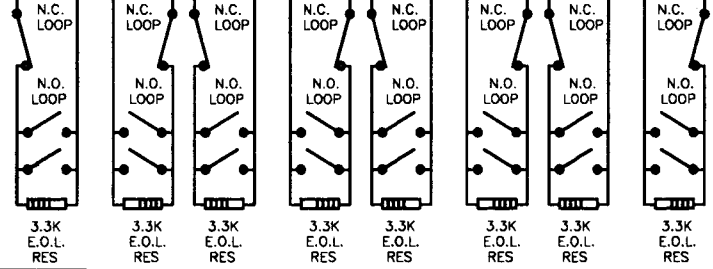 N.C. N.C. N.C. N.C. N.C. N.C. N.C. N.C.
LOOP LOOP LOOP LOOP LOOP LOOP LOOP LOOP
N.O. N.O. N.O. N.O. N.O. N.O. N.O. N.O.
LOOP LOOP LOOP LOOP LOOP LOOP LOOP LOOP
3.3K 3.3K 3.3K 3.3K 3.3K 3.3K 3.3K 3.3K
E.O.L. E.O.L. E.O.L. E.O.L. E.O.L. E.O.L. E.O.L. E.O.L.
RES RES RES RES RES RES RES RES